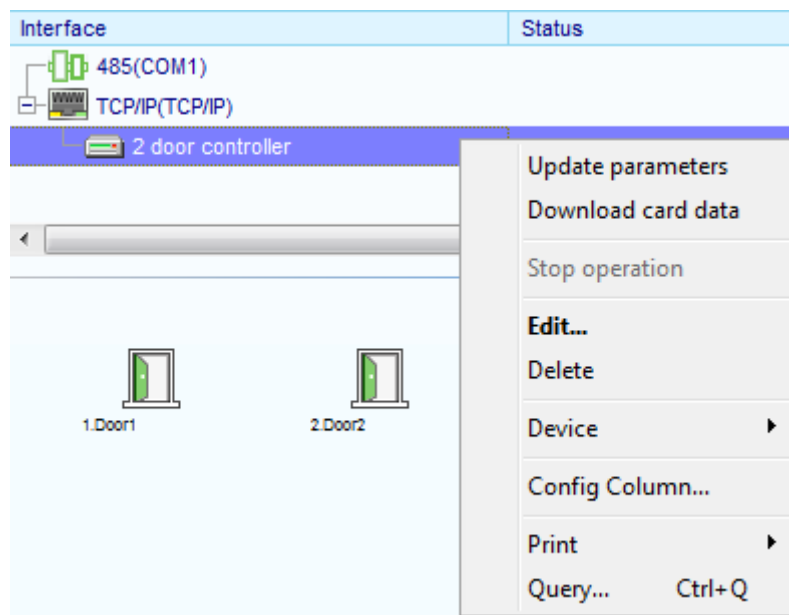 Interface Status
485(COM1)
TCP/IP(TCP/IP)
2 door controller
Update parameters
Download card data
Stop operation
Edit...
Delete
Device
Config Column...
Print
Query... Ctrl+Q
1.Door1 2.Door2